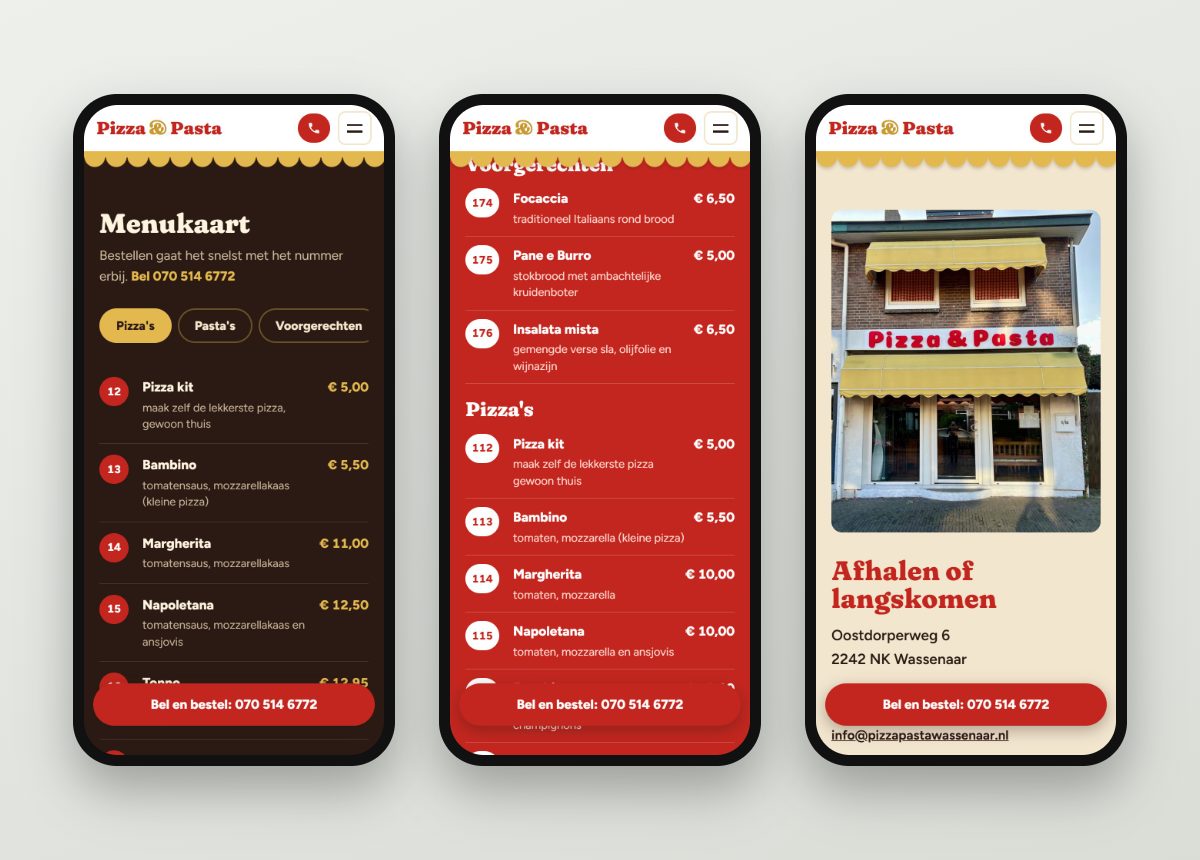 Pizza & Pasta
Menukaart
Bestellen gaat het snelst met het nummer
erbij. Bel 070 514 6772
Pizza's
Pasta's
Voorgerechten
12 Pizza kit € 5,00
maak zelf de lekkerste pizza,
gewoon thuis
13 Bambino € 5,50
tomatensaus, mozzarellakaas
(kleine pizza)
14 Margherita € 11,00
tomatensaus, mozzarellakaas
15 Napoletana € 12,50
tomatensaus, mozzarellakaas en
ansjovis
Tonno € 12,95
Bel en bestel: 070 514 6772
Pizza & Pasta
Voorgerechten
174 Focaccia € 6,50
traditioneel Italiaans rond brood
175 Pane e Burro € 5,00
stokbrood met ambachtelijke
kruidenboter
176 Insalata mista € 6,50
gemengde verse sla, olijfolie en
wijnazijn
Pizza's
112 Pizza kit € 5,00
maak zelf de lekkerste pizza
gewoon thuis
113 Bambino € 5,50
tomaten, mozzarella (kleine pizza)
114 Margherita € 10,00
tomaten, mozzarella
115 Napoletana € 10,00
tomaten, mozzarella en ansjovis
Bel en bestel: 070 514 6772
champignons
Pizza & Pasta
Pizza & Pasta
Afhalen of
langskomen
Oostdorperweg 6
2242 NK Wassenaar
Bel en bestel: 070 514 6772
info@pizzapastawassenaar.nl